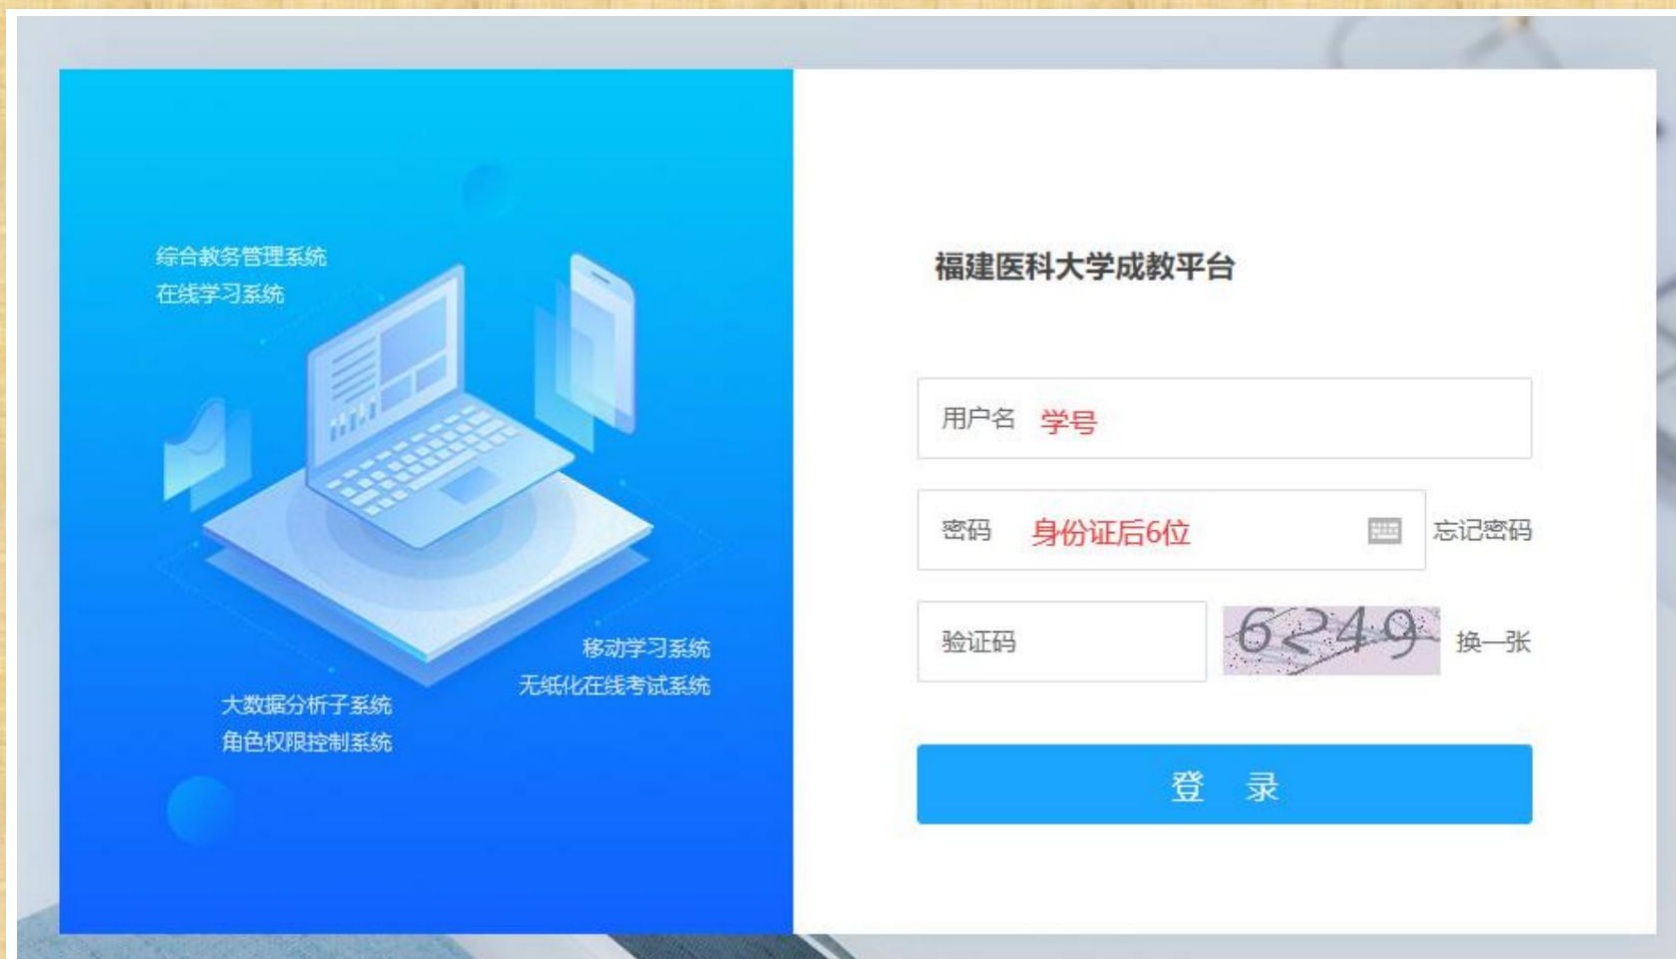 综合教务管理系统
在线学习系统
移动学习系统
无纸化在线考试系统
大数据分析子系统
角色权限控制系统
福建医科大学成教平台
用户名 学号
密码 身份证后6位 忘记密码
验证码 6249 换一张
登 录